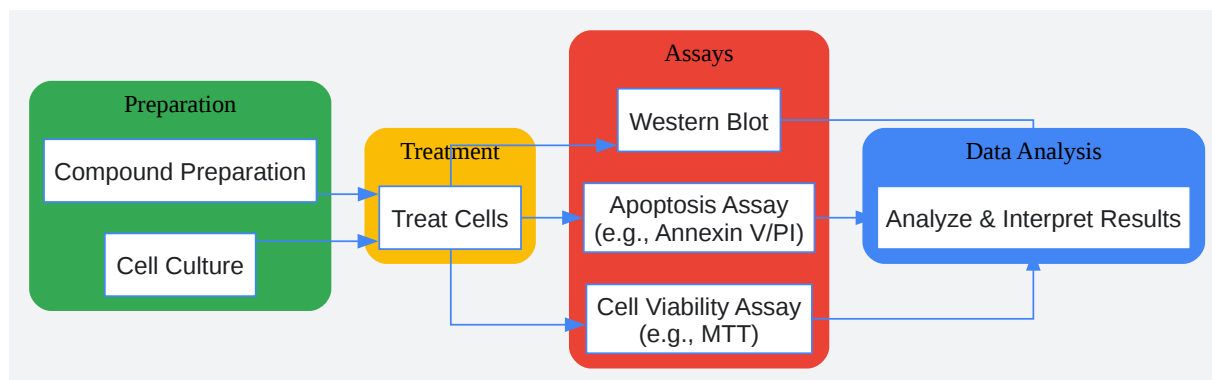 Preparation
Compound Preparation
Cell Culture
Treatment
Treat Cells
Assays
Western Blot
Apoptosis Assay
(e.g., Annexin V/PI)
Cell Viability Assay
(e.g., MTT)
Data Analysis
Analyze & Interpret Results